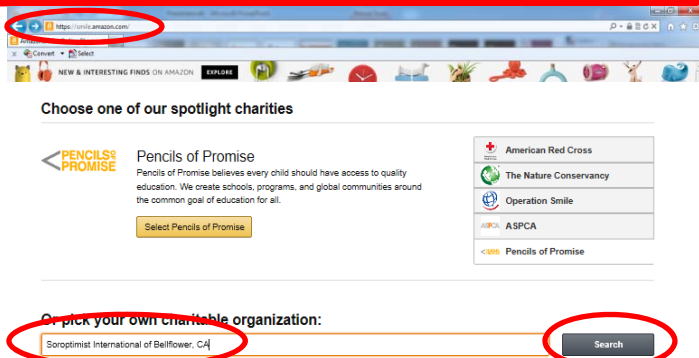 https://smile.amazon.com/
Convert Select
NEW & INTERESTING FINDS ON AMAZON EXPLORE
Choose one of our spotlight charities
PENCILS OF PROMISE
Pencils of Promise
Pencils of Promise believes every child should have access to quality
education. We create schools, programs, and global communities around
the common goal of education for all.
Select Pencils of Promise
American Red Cross
The Nature Conservancy
Operation Smile
ASPCA ASPCA
Pencils of Promise
Or pick your own charitable organization:
Soroptimist International of Bellflower, CA
Search